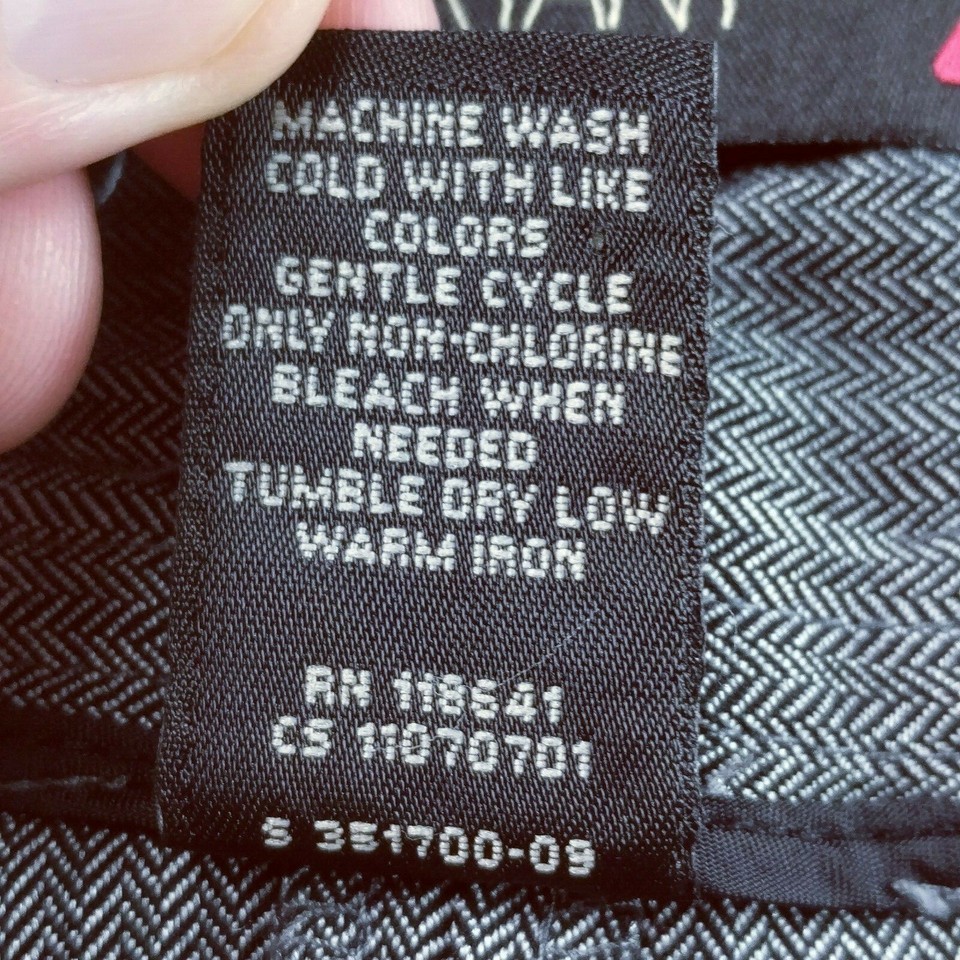 MACHINE WASH
COLD WITH LIKE
COLORS
GENTLE CYCLE
ONLY NON-CHLORINE
BLEACH WHEN
NEEDED
TUMBLE DRY LOW
WARM IRON
RN 118641
CS 11070701
S 351700-09